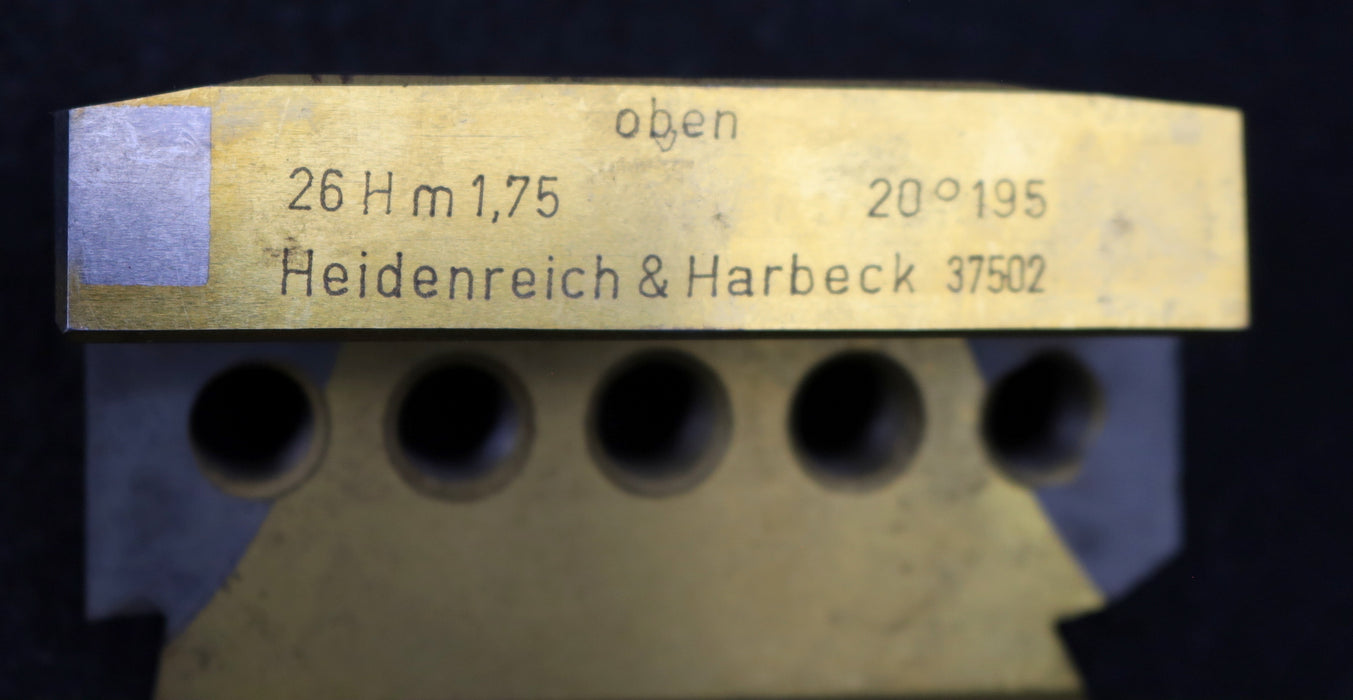 oben
26 H m 1,75 20° 195
Heidenreich & Harbeck 37502